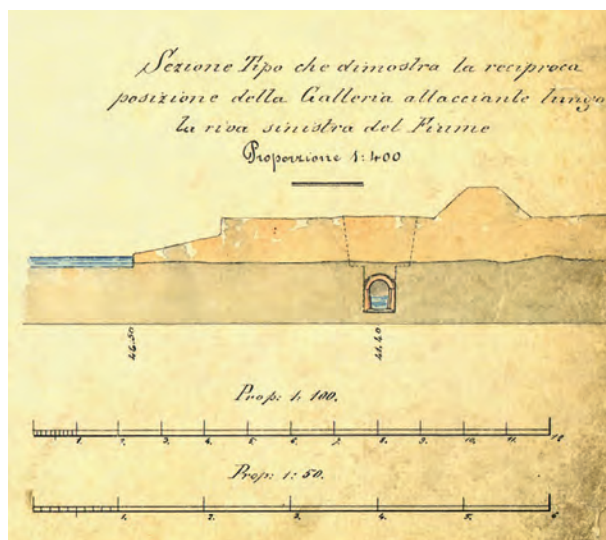 Sezione Tipo che dimostra la reciproca
posizione della Galleria allacciante lungo
la riva sinistra del Fiume
Proporzione 1:400
46.50
41.40
Prop: 1: 100.
1. 2. 3. 4. 5. 6. 7. 8. 9. 10. 11. 12
Prop: 1: 50.
1. 2. 3. 4. 5. 6